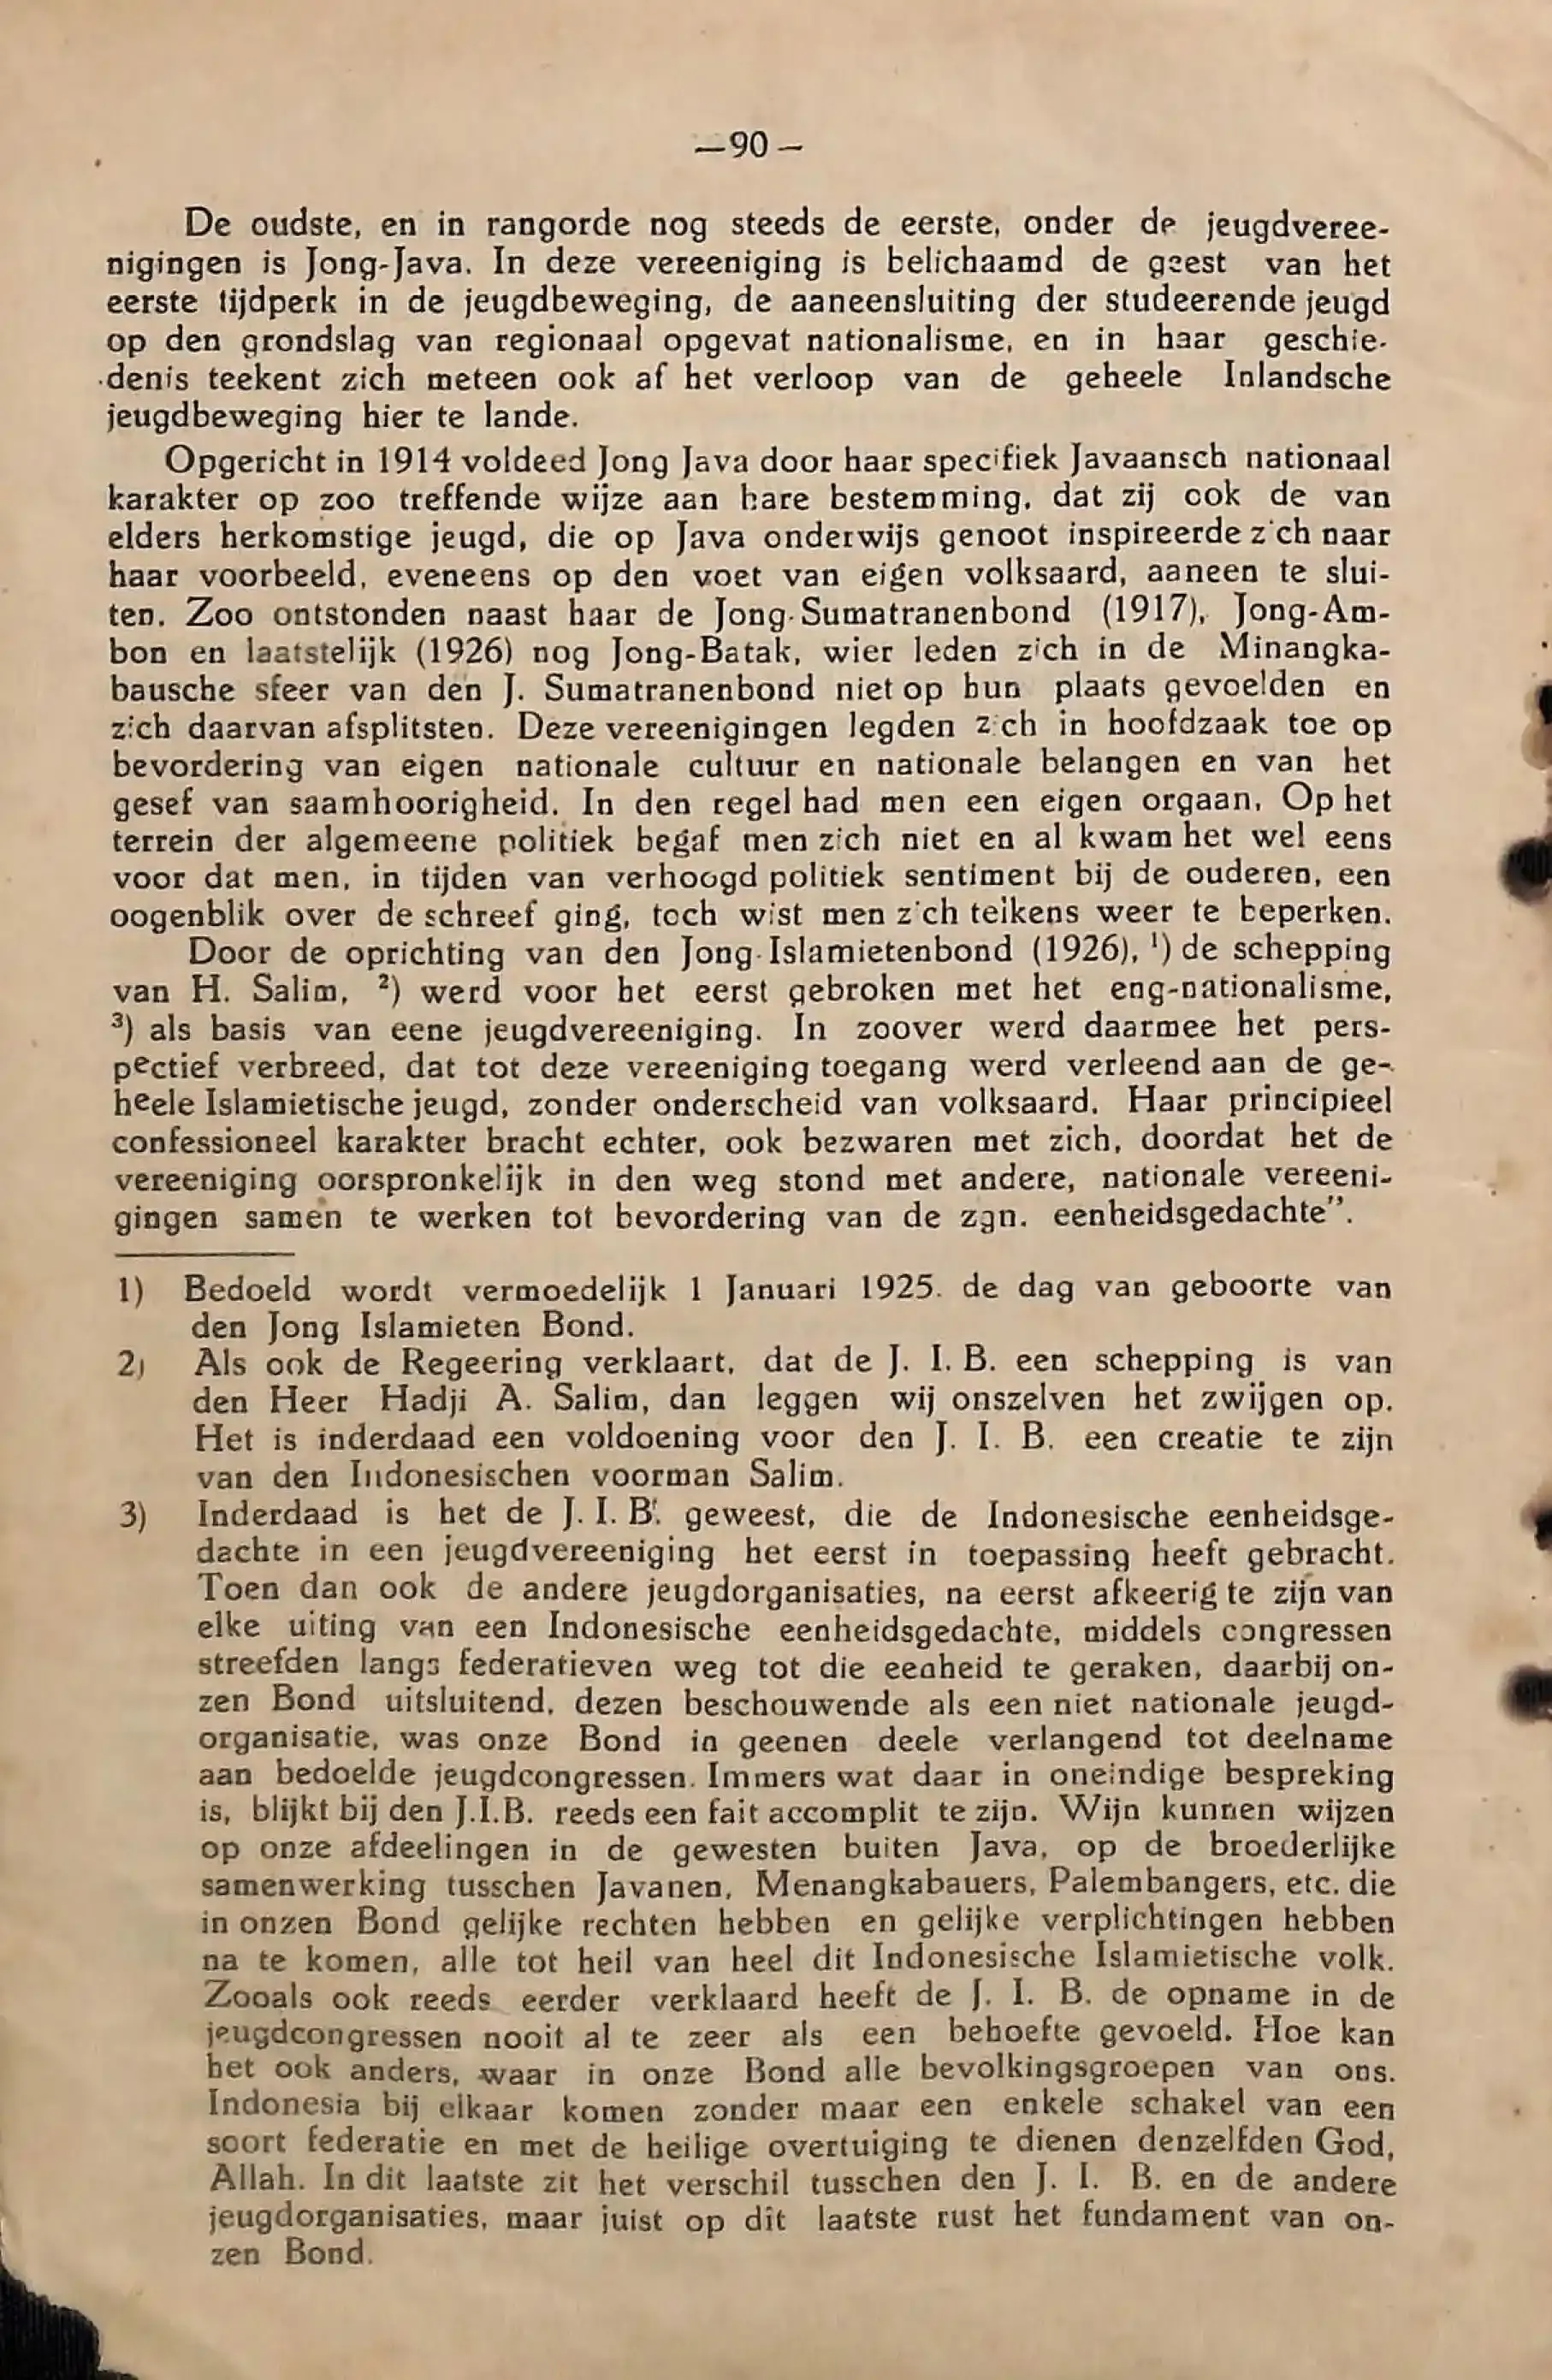 —90—
De oudste, en in rangorde nog steeds de eerste, onder de jeugdveree-
nigingen is Jong-Java. In deze vereeniging is belichaamd de geest van het
eerste tijdperk in de jeugdbeweging, de aaneensluiting der studeerende jeugd
op den grondslag van regionaal opgevat nationalisme, en in haar geschie-
denis teekent zich meteen ook af het verloop van de geheele Inlandsche
jeugdbeweging hier te lande.
Opgericht in 1914 voldeed Jong Java door haar specifiek Javaansch nationaal
karakter op zoo treffende wijze aan hare bestemming, dat zij ook de van
elders herkomstige jeugd, die op Java onderwijs genoot inspireerde zich naar
haar voorbeeld, eveneens op den voet van eigen volksaard, aaneen te slui-
ten. Zoo ontstonden naast haar de Jong-Sumatranenbond (1917), Jong-Am-
bon en laatstelijk (1926) nog Jong-Batak, wier leden zich in de Minangka-
bausche sfeer van den J. Sumatranenbond niet op hun plaats gevoelden en
zich daarvan afsplitsten. Deze vereenigingen legden zich in hoofdzaak toe op
bevordering van eigen nationale cultuur en nationale belangen en van het
gesef van saamhoorigheid. In den regel had men een eigen orgaan, Op het
terrein der algemeene politiek begaf men zich niet en al kwam het wel eens
voor dat men, in tijden van verhoogd politiek sentiment bij de ouderen, een
oogenblik over de schreef ging, toch wist men zich telkens weer te beperken.
Door de oprichting van den Jong-Islamietenbond (1926), ¹) de schepping
van H. Salim, ²) werd voor het eerst gebroken met het eng-nationalisme,
³) als basis van eene jeugdvereeniging. In zoover werd daarmee het pers-
pectief verbreed, dat tot deze vereeniging toegang werd verleend aan de ge-
heele Islamietische jeugd, zonder onderscheid van volksaard. Haar principieel
confessioneel karakter bracht echter, ook bezwaren met zich, doordat het de
vereeniging oorspronkelijk in den weg stond met andere, nationale vereeni-
gingen samen te werken tot bevordering van de zgn. eenheidsgedachte”.
1) Bedoeld wordt vermoedelijk 1 Januari 1925. de dag van geboorte van
den Jong Islamieten Bond.
2) Als ook de Regeering verklaart, dat de J. I. B. een schepping is van
den Heer Hadji A. Salim, dan leggen wij onszelven het zwijgen op.
Het is inderdaad een voldoening voor den J. I. B. een creatie te zijn
van den Indonesischen voorman Salim.
3) Inderdaad is het de J. I. B. geweest, die de Indonesische eenheidsge-
dachte in een jeugdvereeniging het eerst in toepassing heeft gebracht.
Toen dan ook de andere jeugdorganisaties, na eerst afkeerig te zijn van
elke uiting van een Indonesische eenheidsgedachte, middels congressen
streefden langs federatieven weg tot die eenheid te geraken, daarbij on-
zen Bond uitsluitend, dezen beschouwende als een niet nationale jeugd-
organisatie, was onze Bond in geenen deele verlangend tot deelname
aan bedoelde jeugdcongressen. Immers wat daar in oneindige bespreking
is, blijkt bij den J.I.B. reeds een fait accomplit te zijn. Wijn kunnen wijzen
op onze afdeelingen in de gewesten buiten Java, op de broederlijke
samenwerking tusschen Javanen, Menangkabauers, Palembangers, etc. die
in onzen Bond gelijke rechten hebben en gelijke verplichtingen hebben
na te komen, alle tot heil van heel dit Indonesische Islamietische volk.
Zooals ook reeds eerder verklaard heeft de J. I. B. de opname in de
jeugdcongressen nooit al te zeer als een behoefte gevoeld. Hoe kan
het ook anders, waar in onze Bond alle bevolkingsgroepen van ons.
Indonesia bij elkaar komen zonder maar een enkele schakel van een
soort federatie en met de heilige overtuiging te dienen denzelfden God,
Allah. In dit laatste zit het verschil tusschen den J. I. B. en de andere
jeugdorganisaties, maar juist op dit laatste rust het fundament van on-
zen Bond.